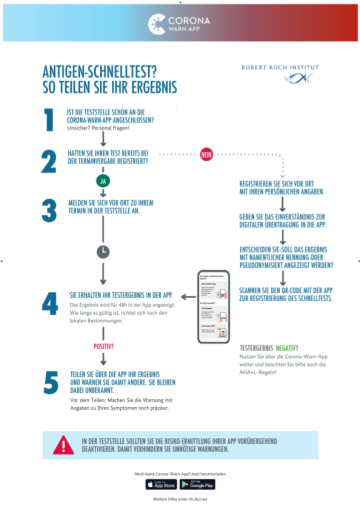 CORONA
WARN-APP
ANTIGEN-SCHNELLTEST?
SO TEILEN SIE IHR ERGEBNIS
ROBERT KOCH INSTITUT
1
IST DIE TESTSTELLE SCHON AN DIE
CORONA-WARN-APP ANGESCHLOSSEN?
Unsicher? Personal fragen!
2
HATTEN SIE IHREN TEST BEREITS BEI
DER TERMINVERGABE REGISTRIERT?
NEIN
JA
3
MELDEN SIE SICH VOR ORT ZU IHREM
TERMIN IN DER TESTSTELLE AN.
REGISTRIEREN SIE SICH VOR ORT
MIT IHREN PERSÖNLICHEN ANGABEN.
GEBEN SIE DAS EINVERSTÄNDNIS ZUR
DIGITALEN ÜBERTRAGUNG IN DIE APP.
ENTSCHEIDEN SIE: SOLL DAS ERGEBNIS
MIT NAMENTLICHER NENNUNG ODER
PSEUDONYMISIERT ANGEZEIGT WERDEN?
SCANNEN SIE DEN QR-CODE MIT DER APP
ZUR REGISTRIERUNG DES SCHNELLTESTS.
4
SIE ERHALTEN IHR TESTERGEBNIS IN DER APP.
Das Ergebnis wird für 48h in der App angezeigt.
Wie lange es gültig ist, richtet sich nach den
lokalen Bestimmungen.
POSITIV?
TESTERGEBNIS NEGATIV?
Nutzen Sie über die Corona-Warn-App
weiter und beachten Sie bitte auch die
AHA+L-Regeln!
5
TEILEN SIE ÜBER DIE APP IHR ERGEBNIS
UND WARNEN SIE DAMIT ANDERE. SIE BLEIBEN
DABEI UNBEKANNT.
Vor dem Teilen: Machen Sie die Warnung mit
Angaben zu Ihren Symptomen noch präziser.
IN DER TESTSTELLE SOLLTEN SIE DIE RISIKO-ERMITTLUNG IHRER APP VORÜBERGEHEND
DEAKTIVIEREN. DAMIT VERHINDERN SIE UNNÖTIGE WARNUNGEN.
Noch keine Corona-Warn-App? Jetzt herunterladen
App Store
Google Play
Weitere Infos unter rki.de/cwa